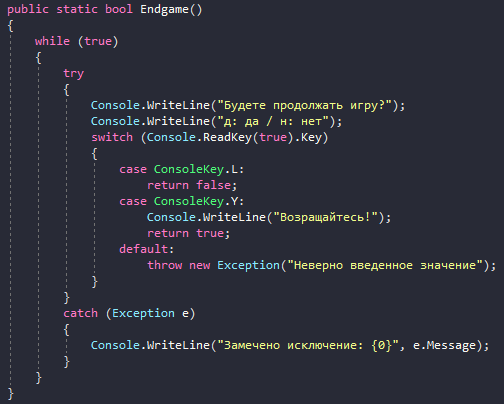 public static bool Endgame()
{
while (true)
{
try
{
Console.WriteLine("Будете продолжать игру?");
Console.WriteLine("д: да / н: нет");
switch (Console.ReadKey(true).Key)
{
case ConsoleKey.L:
return false;
case ConsoleKey.Y:
Console.WriteLine("Возращайтесь!");
return true;
default:
throw new Exception("Неверно введенное значение");
}
}
catch (Exception e)
{
Console.WriteLine("Замечено исключение: {0}", e.Message);
}
}
}